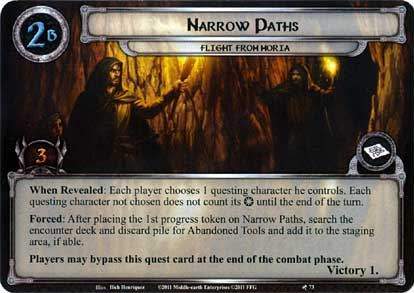 2B
NARROW PATHS
FLIGHT FROM MORIA
3
When Revealed: Each player chooses 1 questing character he controls. Each
questing character not chosen does not count its until the end of the turn.
Forced: After placing the 1st progress token on Narrow Paths, search the
encounter deck and discard pile for Abandoned Tools and add it to the staging
area, if able.
Players may bypass this quest card at the end of the combat phase.
Victory 1.
Illus. Ilich Henriquez ©2011 Middle-earth Enterprises ©2011 FFG 73